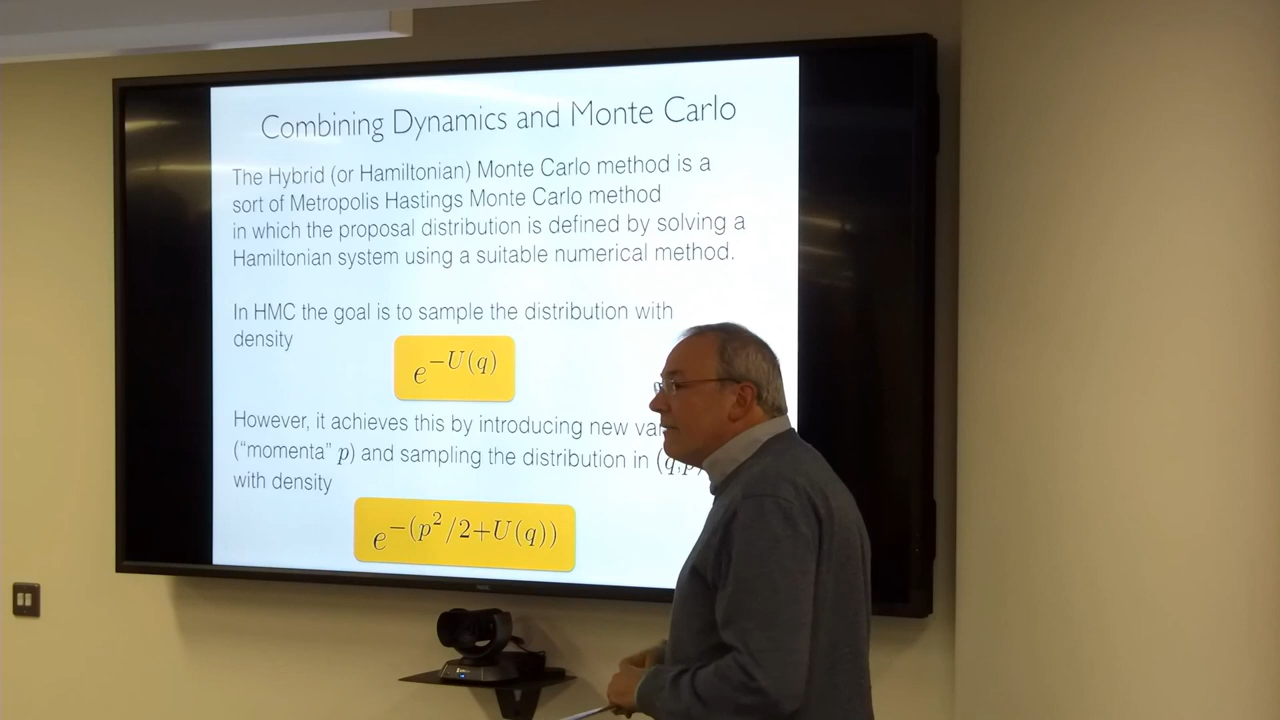 Combining Dynamics and Monte Carlo
The Hybrid (or Hamiltonian) Monte Carlo method is a
sort of Metropolis Hastings Monte Carlo method
in which the proposal distribution is defined by solving a
Hamiltonian system using a suitable numerical method.
In HMC the goal is to sample the distribution with
density
e^{-U(q)}
However, it achieves this by introducing new
("momenta" p) and sampling the distribution in (q,p)
with density
e^{-(p^2/2+U(q))}